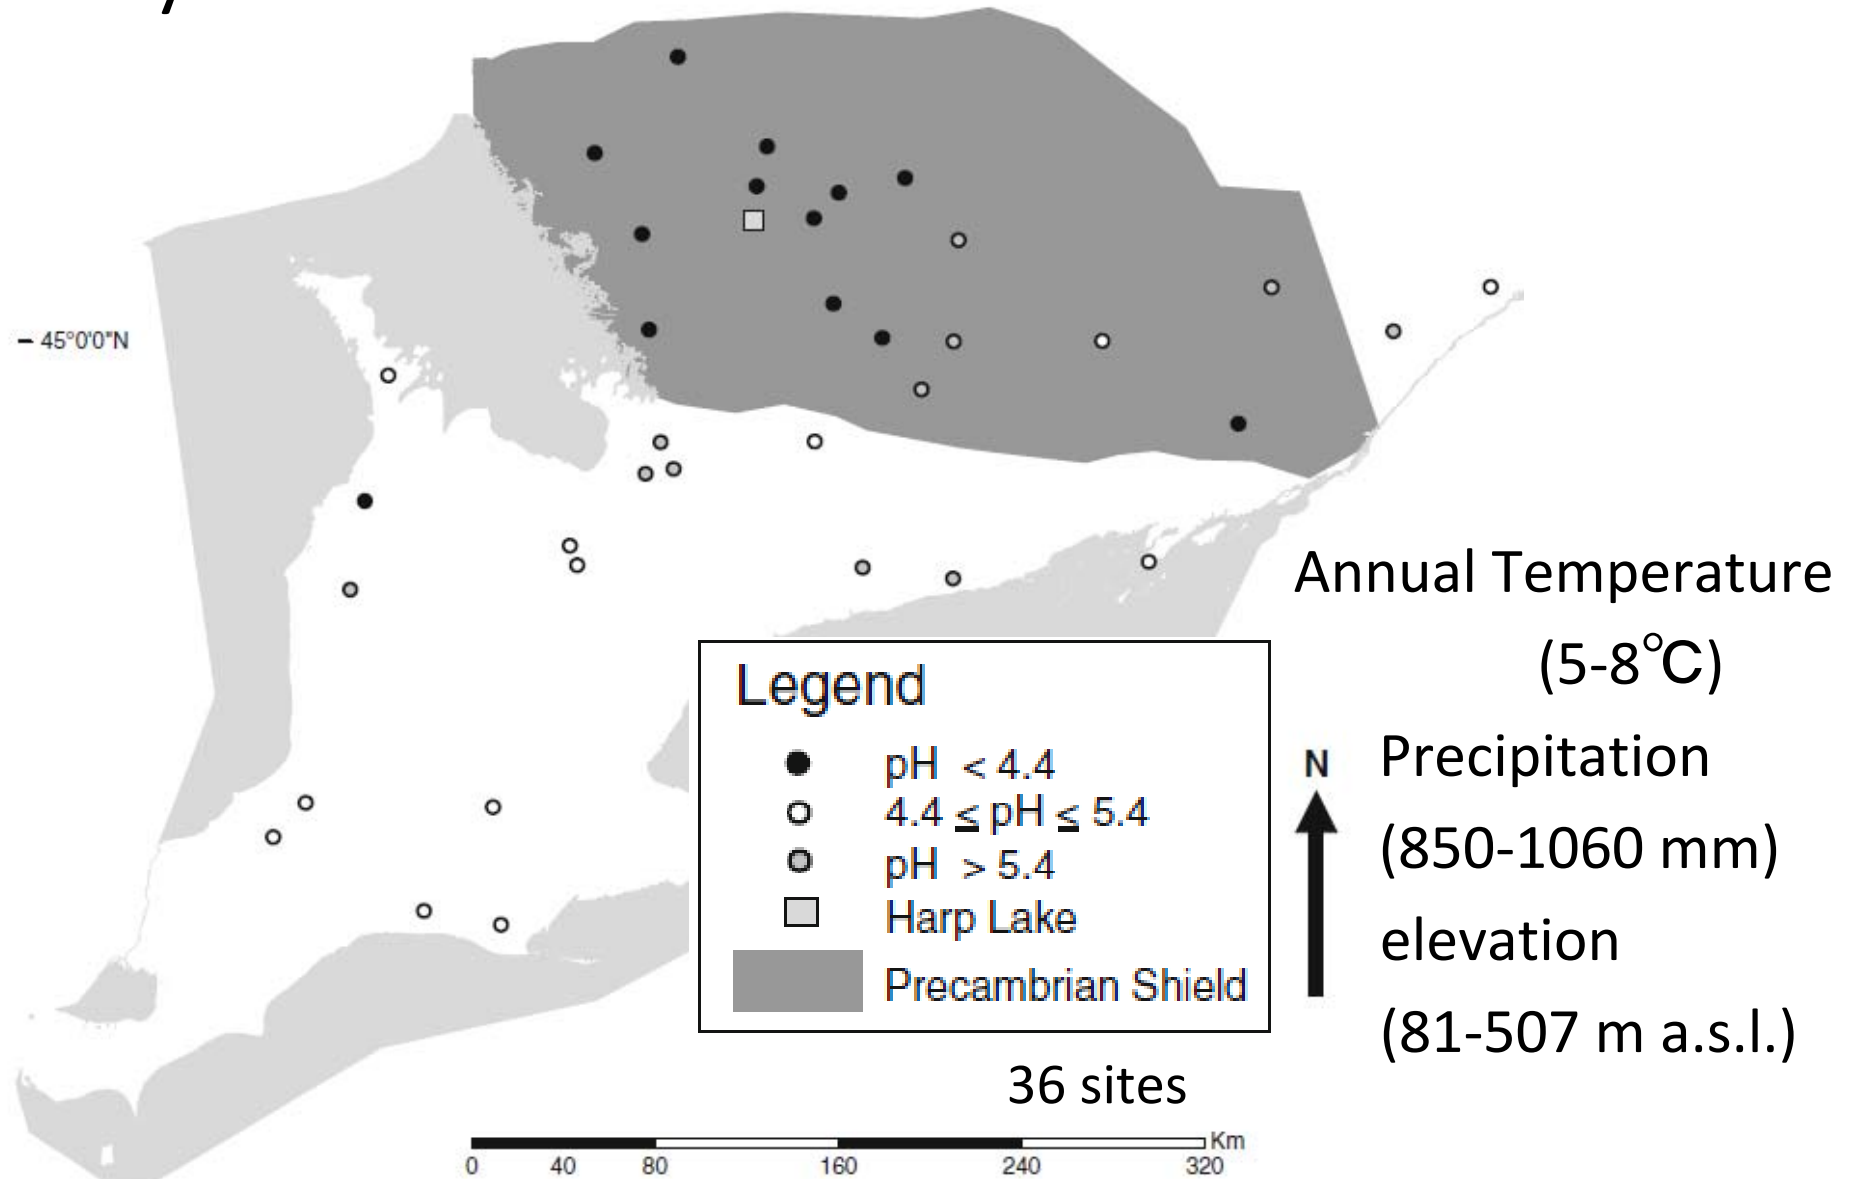 45°0'0"N
Annual Temperature
(5-8℃)
N
Precipitation
(850-1060 mm)
elevation
(81-507 m a.s.l.)
Legend
pH < 4.4
4.4 ≤ pH ≤ 5.4
pH > 5.4
Harp Lake
Precambrian Shield
36 sites
Km
0 40 80 160 240 320